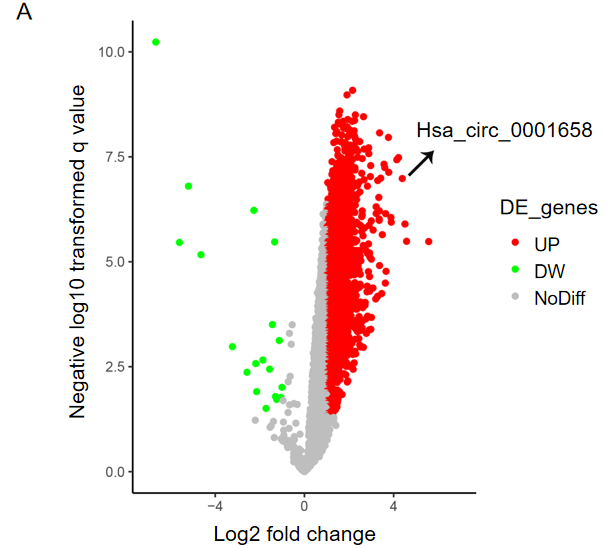 A
10.0
7.5
5.0
2.5
0.0
Negative log10 transformed q value
Hsa_circ_0001658
DE_genes
UP
DW
NoDiff
−4
0
4
Log2 fold change